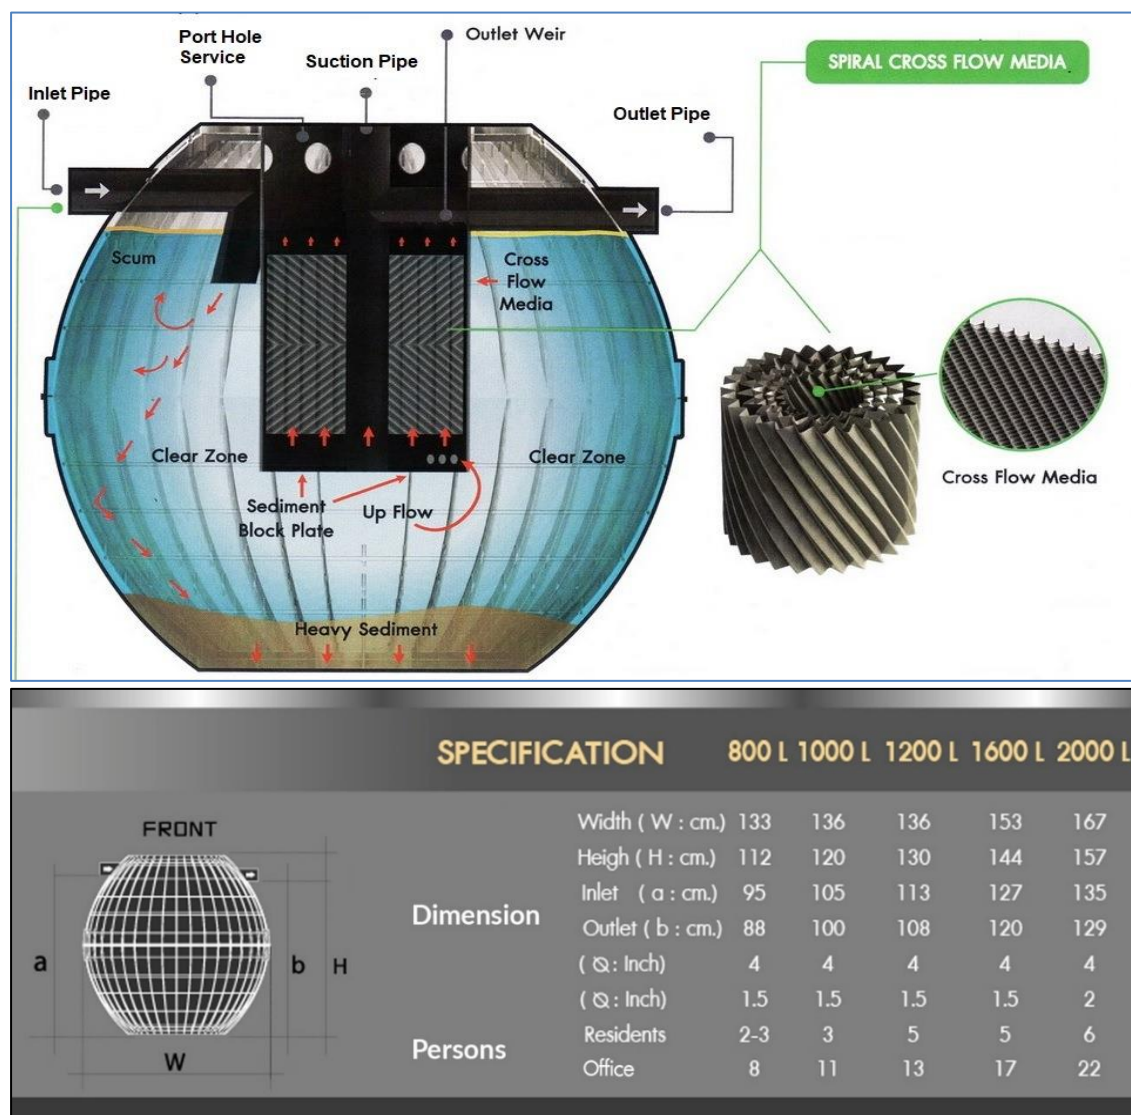 Port Hole
Service
Suction Pipe
Outlet Weir
SPIRAL CROSS FLOW MEDIA
Inlet Pipe
Outlet Pipe
Scum
Cross
Flow
Media
Clear Zone
Clear Zone
Sediment
Block Plate
Up Flow
Cross Flow Media
Heavy Sediment
SPECIFICATION 800 L 1000 L 1200 L 1600 L 2000 L
FRONT
a
b
H
W
Dimension
Width ( W : cm.) 133 136 136 153 167
Heigh ( H : cm.) 112 120 130 144 157
Inlet ( a : cm.) 95 105 113 127 135
Outlet ( b : cm.) 88 100 108 120 129
( Ø : Inch) 4 4 4 4 4
( Ø : Inch) 1.5 1.5 1.5 1.5 2
Persons
Residents 2-3 3 5 5 6
Office 8 11 13 17 22